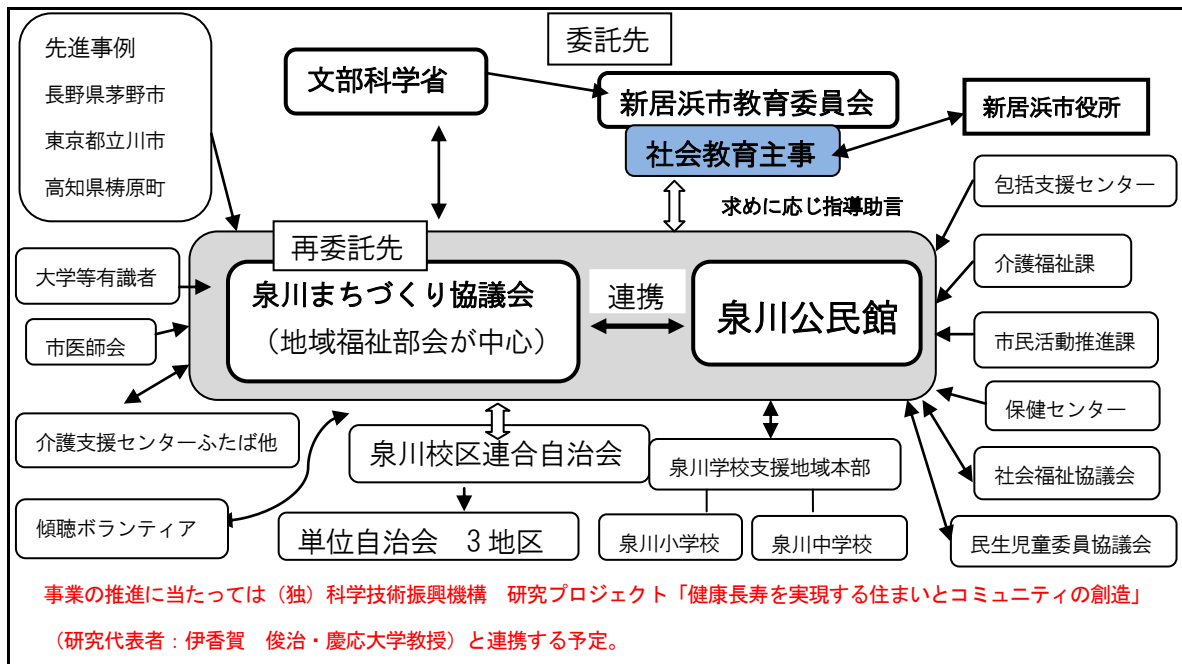 先進事例
長野県茅野市
東京都立川市
高知県梼原町
委託先
文部科学省
新居浜市教育委員会
社会教育主事
新居浜市役所
求めに応じ指導助言
包括支援センター
介護福祉課
市民活動推進課
保健センター
社会福祉協議会
民生児童委員協議会
大学等有識者
市医師会
介護支援センターふたば他
傾聴ボランティア
再委託先
泉川まちづくり協議会
（地域福祉部会が中心）
連携
泉川公民館
泉川校区連合自治会
単位自治会　3地区
泉川学校支援地域本部
泉川小学校
泉川中学校
事業の推進に当たっては（独）科学技術振興機構　研究プロジェクト「健康長寿を実現する住まいとコミュニティの創造」
（研究代表者：伊香賀　俊治・慶応大学教授）と連携する予定。